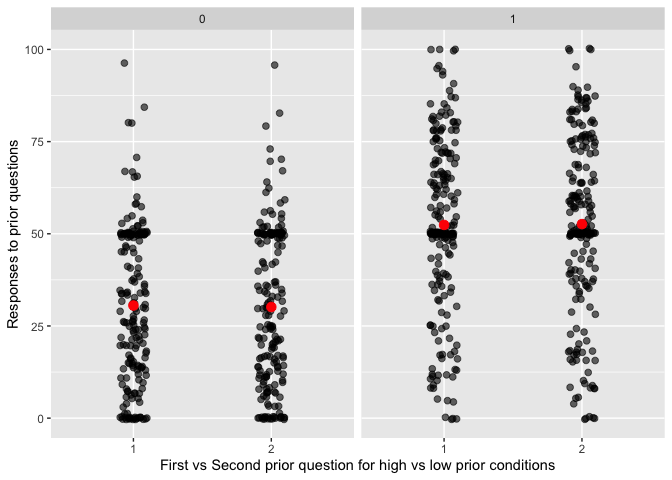 0 1
Responses to prior questions
100
75
50
25
0
1 2 1 2
First vs Second prior question for high vs low prior conditions